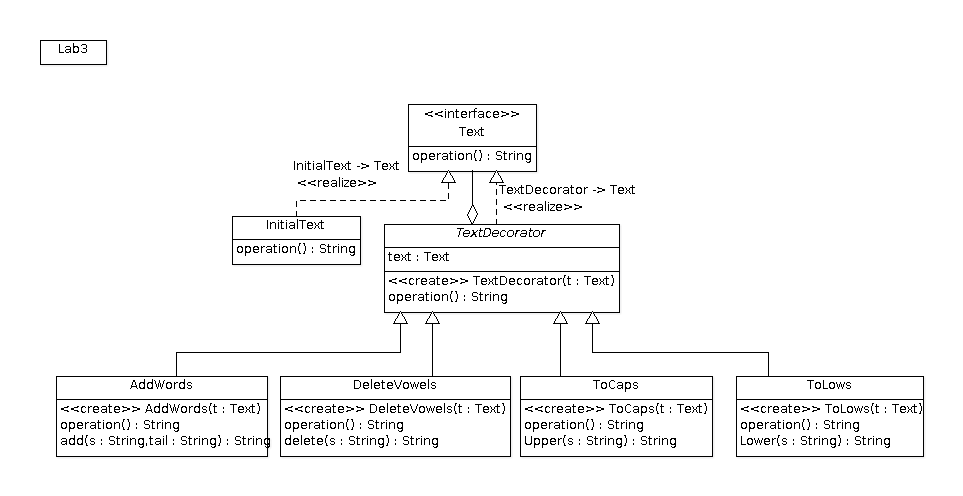 Lab3
<<interface>>
Text
operation() : String
InitialText -> Text
<<realize>>
TextDecorator -> Text
<<realize>>
InitialText
operation() : String
TextDecorator
text : Text
<<create>> TextDecorator(t : Text)
operation() : String
AddWords
<<create>> AddWords(t : Text)
operation() : String
add(s : String,tail : String) : String
DeleteVowels
<<create>> DeleteVowels(t : Text)
operation() : String
delete(s : String) : String
ToCaps
<<create>> ToCaps(t : Text)
operation() : String
Upper(s : String) : String
ToLows
<<create>> ToLows(t : Text)
operation() : String
Lower(s : String) : String